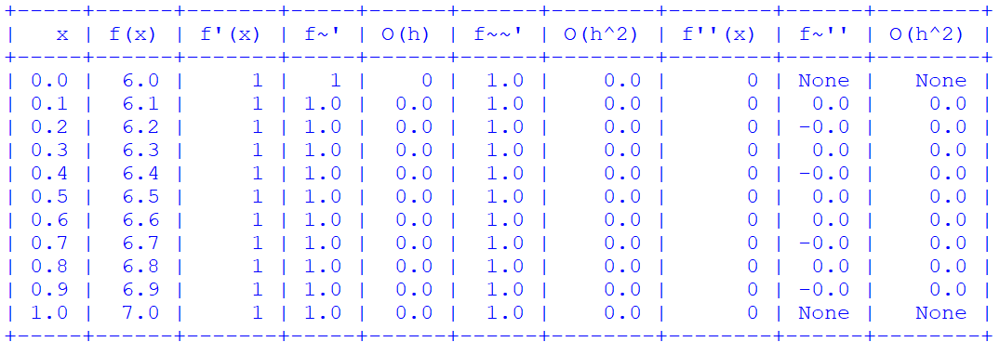 +-----+------+-------+-----+-----+------+--------+--------+------+--------+
|   x | f(x) | f'(x) | f~' | O(h) | f~~' | O(h^2) | f''(x) | f~'' | O(h^2) |
+-----+------+-------+-----+-----+------+--------+--------+------+--------+
| 0.0 |  6.0 |     1 |   1 |    0 |  1.0 |    0.0 |      0 | None |   None |
| 0.1 |  6.1 |     1 | 1.0 |  0.0 |  1.0 |    0.0 |      0 |  0.0 |    0.0 |
| 0.2 |  6.2 |     1 | 1.0 |  0.0 |  1.0 |    0.0 |      0 | -0.0 |    0.0 |
| 0.3 |  6.3 |     1 | 1.0 |  0.0 |  1.0 |    0.0 |      0 |  0.0 |    0.0 |
| 0.4 |  6.4 |     1 | 1.0 |  0.0 |  1.0 |    0.0 |      0 | -0.0 |    0.0 |
| 0.5 |  6.5 |     1 | 1.0 |  0.0 |  1.0 |    0.0 |      0 |  0.0 |    0.0 |
| 0.6 |  6.6 |     1 | 1.0 |  0.0 |  1.0 |    0.0 |      0 |  0.0 |    0.0 |
| 0.7 |  6.7 |     1 | 1.0 |  0.0 |  1.0 |    0.0 |      0 | -0.0 |    0.0 |
| 0.8 |  6.8 |     1 | 1.0 |  0.0 |  1.0 |    0.0 |      0 |  0.0 |    0.0 |
| 0.9 |  6.9 |     1 | 1.0 |  0.0 |  1.0 |    0.0 |      0 | -0.0 |    0.0 |
| 1.0 |  7.0 |     1 | 1.0 |  0.0 |  1.0 |    0.0 |      0 | None |   None |
+-----+------+-------+-----+-----+------+--------+--------+------+--------+